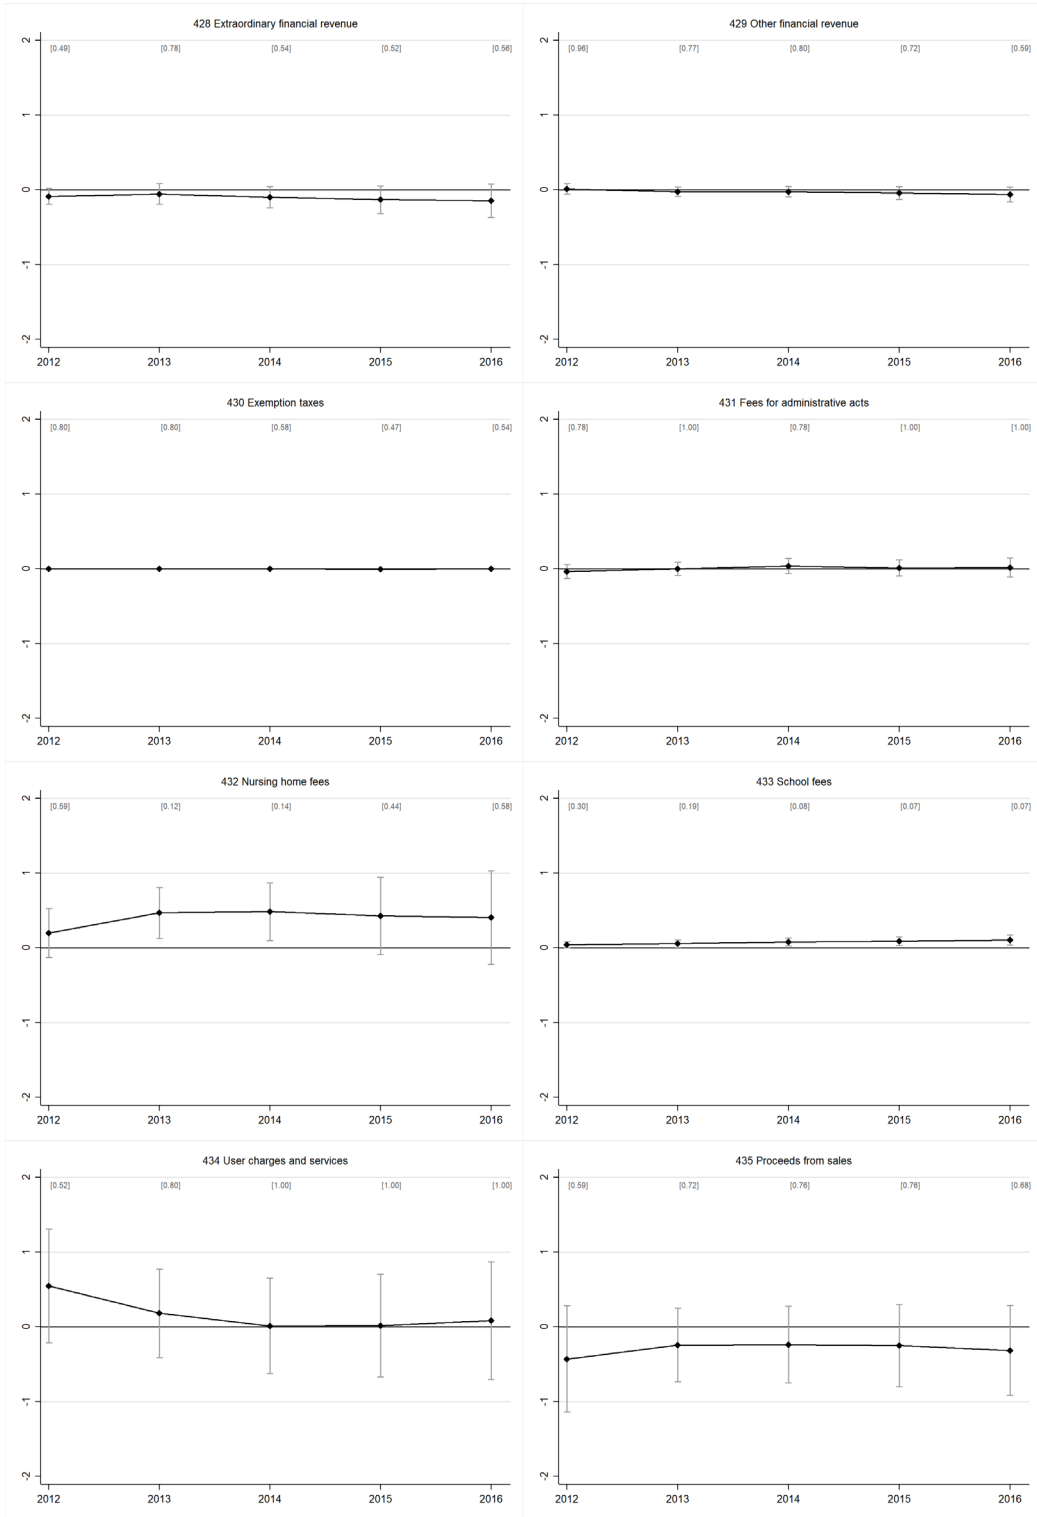 428 Extraordinary financial revenue
[0.49] [0.78] [0.54] [0.52] [0.56]
2
1
0
-1
-2
2012 2013 2014 2015 2016
429 Other financial revenue
[0.96] [0.77] [0.80] [0.72] [0.59]
2
1
0
-1
-2
2012 2013 2014 2015 2016
430 Exemption taxes
[0.80] [0.80] [0.58] [0.47] [0.54]
2
1
0
-1
-2
2012 2013 2014 2015 2016
431 Fees for administrative acts
[0.78] [1.00] [0.78] [1.00] [1.00]
2
1
0
-1
-2
2012 2013 2014 2015 2016
432 Nursing home fees
[0.59] [0.12] [0.14] [0.44] [0.58]
2
1
0
-1
-2
2012 2013 2014 2015 2016
433 School fees
[0.30] [0.19] [0.08] [0.07] [0.07]
2
1
0
-1
-2
2012 2013 2014 2015 2016
434 User charges and services
[0.52] [0.80] [1.00] [1.00] [1.00]
2
1
0
-1
-2
2012 2013 2014 2015 2016
435 Proceeds from sales
[0.59] [0.72] [0.76] [0.76] [0.68]
2
1
0
-1
-2
2012 2013 2014 2015 2016